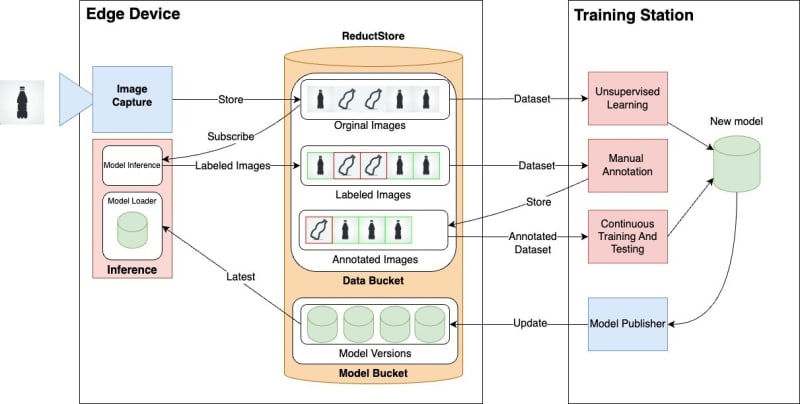 Edge Device
Training Station
ReductStore
Image
Capture
Store
Orginal Images
Dataset
Unsupervised
Learning
New model
Subscribe
Model Inference
Labeled Images
Labeled Images
Dataset
Manual
Annotation
Store
Model Loader
Inference
Annotated Images
Annotated
Dataset
Continuous
Training And
Testing
Data Bucket
Latest
Model Versions
Model Bucket
Update
Model Publisher